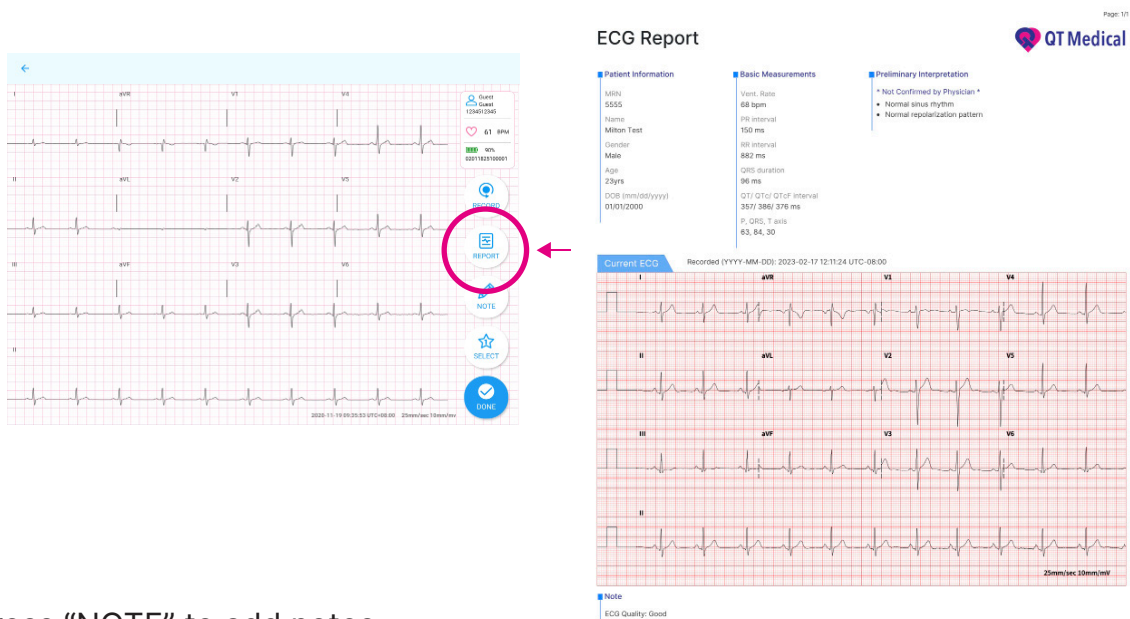 I aVR V1 V4
Guest
Guest
1234512345
61 BPM
90%
02011825100001
II aVL V2 V5
RECORD
REPORT
III aVF V3 V6
NOTE
SELECT
II
DONE
2020-11-19 09:35:53 UTC+08:00 25mm/sec 10mm/mv
“NOTE” to add notes
Page: 1/1
ECG Report
QT Medical
Patient Information
MRN
5555
Name
Milton Test
Gender
Male
Age
23yrs
DOB (mm/dd/yyyy)
01/01/2000
Basic Measurements
Vent. Rate
68 bpm
PR interval
150 ms
RR interval
882 ms
QRS duration
96 ms
QT/ QTc/ QTcF interval
357/ 386/ 376 ms
P, QRS, T axis
63, 84, 30
Preliminary Interpretation
* Not Confirmed by Physician *
• Normal sinus rhythm
• Normal repolarization pattern
Current ECG Recorded (YYYY-MM-DD): 2023-02-17 12:11:24 UTC-08:00
I aVR V1 V4
II aVL V2 V5
III aVF V3 V6
II
25mm/sec 10mm/mV
Note
ECG Quality: Good